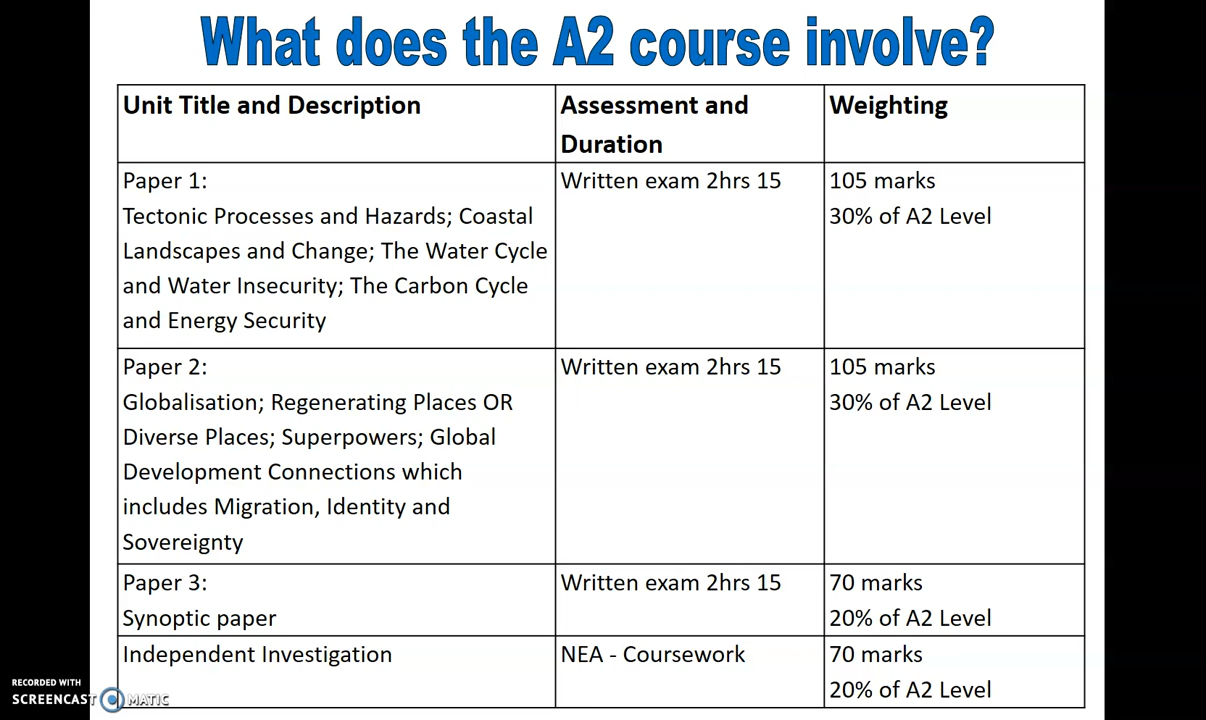 What does the A2 course involve?
Unit Title and Description
Assessment and
Duration
Weighting
Paper 1:
Tectonic Processes and Hazards; Coastal
Landscapes and Change; The Water Cycle
and Water Insecurity; The Carbon Cycle
and Energy Security
Written exam 2hrs 15
105 marks
30% of A2 Level
Paper 2:
Globalisation; Regenerating Places OR
Diverse Places; Superpowers; Global
Development Connections which
includes Migration, Identity and
Sovereignty
Written exam 2hrs 15
105 marks
30% of A2 Level
Paper 3:
Synoptic paper
Written exam 2hrs 15
70 marks
20% of A2 Level
Independent Investigation
NEA - Coursework
70 marks
20% of A2 Level
RECORDED WITH
SCREENCAST MATIC